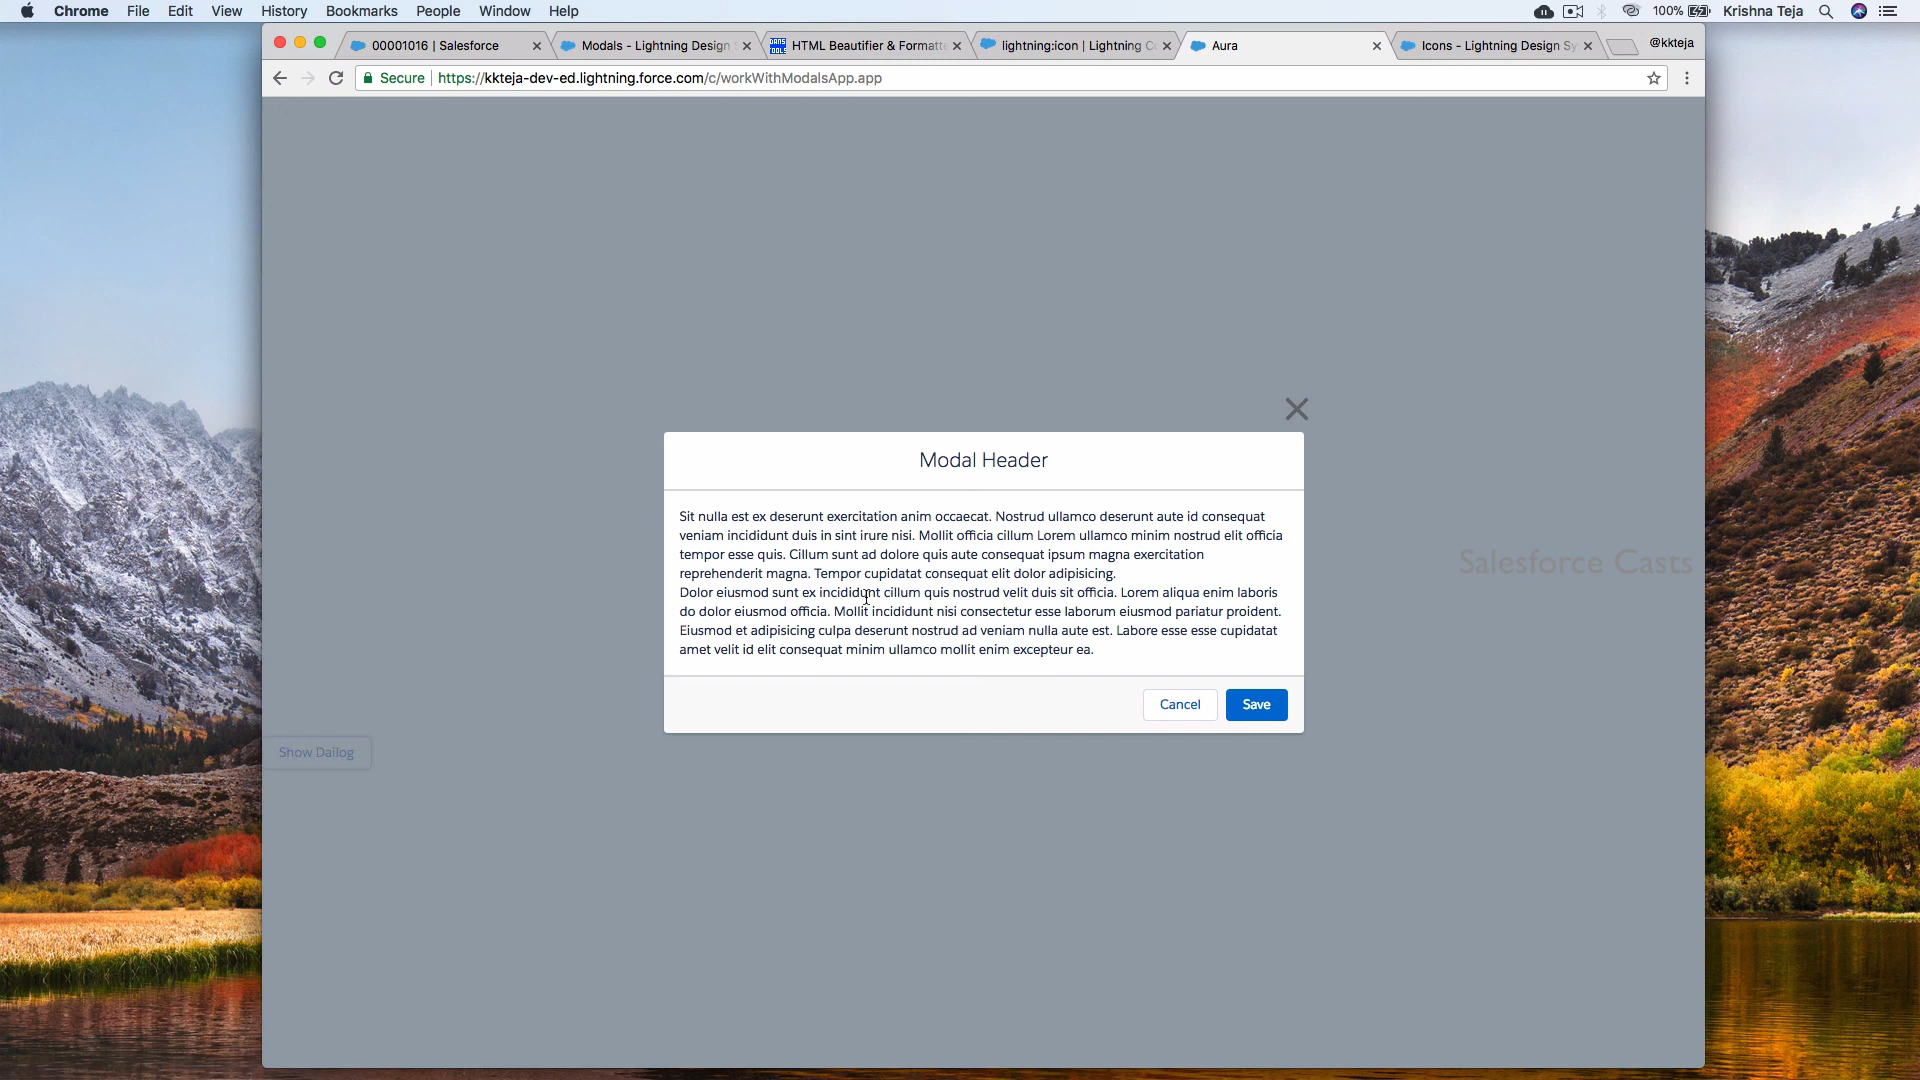 Chrome File Edit View History Bookmarks People Window Help 100% Krishna Teja
00001016 | Salesforce Modals - Lightning Design HTML Beautifier & Formatte lightning:icon | Lightning C Aura Icons - Lightning Design Sy @kkteja
Secure https://kkteja-dev-ed.lightning.force.com/c/workWithModalsApp.app
Modal Header
Sit nulla est ex deserunt exercitation anim occaecat. Nostrud ullamco deserunt aute id consequat
veniam incididunt duis in sint irure nisi. Mollit officia cillum Lorem ullamco minim nostrud elit officia
tempor esse quis. Cillum sunt ad dolore quis aute consequat ipsum magna exercitation
reprehenderit magna. Tempor cupidatat consequat elit dolor adipisicing.
Dolor eiusmod sunt ex incididunt cillum quis nostrud velit duis sit officia. Lorem aliqua enim laboris
do dolor eiusmod officia. Mollit incididunt nisi consectetur esse laborum eiusmod pariatur proident.
Eiusmod et adipisicing culpa deserunt nostrud ad veniam nulla aute est. Labore esse esse cupidatat
amet velit id elit consequat minim ullamco mollit enim excepteur ea.
Salesforce Casts
Cancel Save
Show Dailog